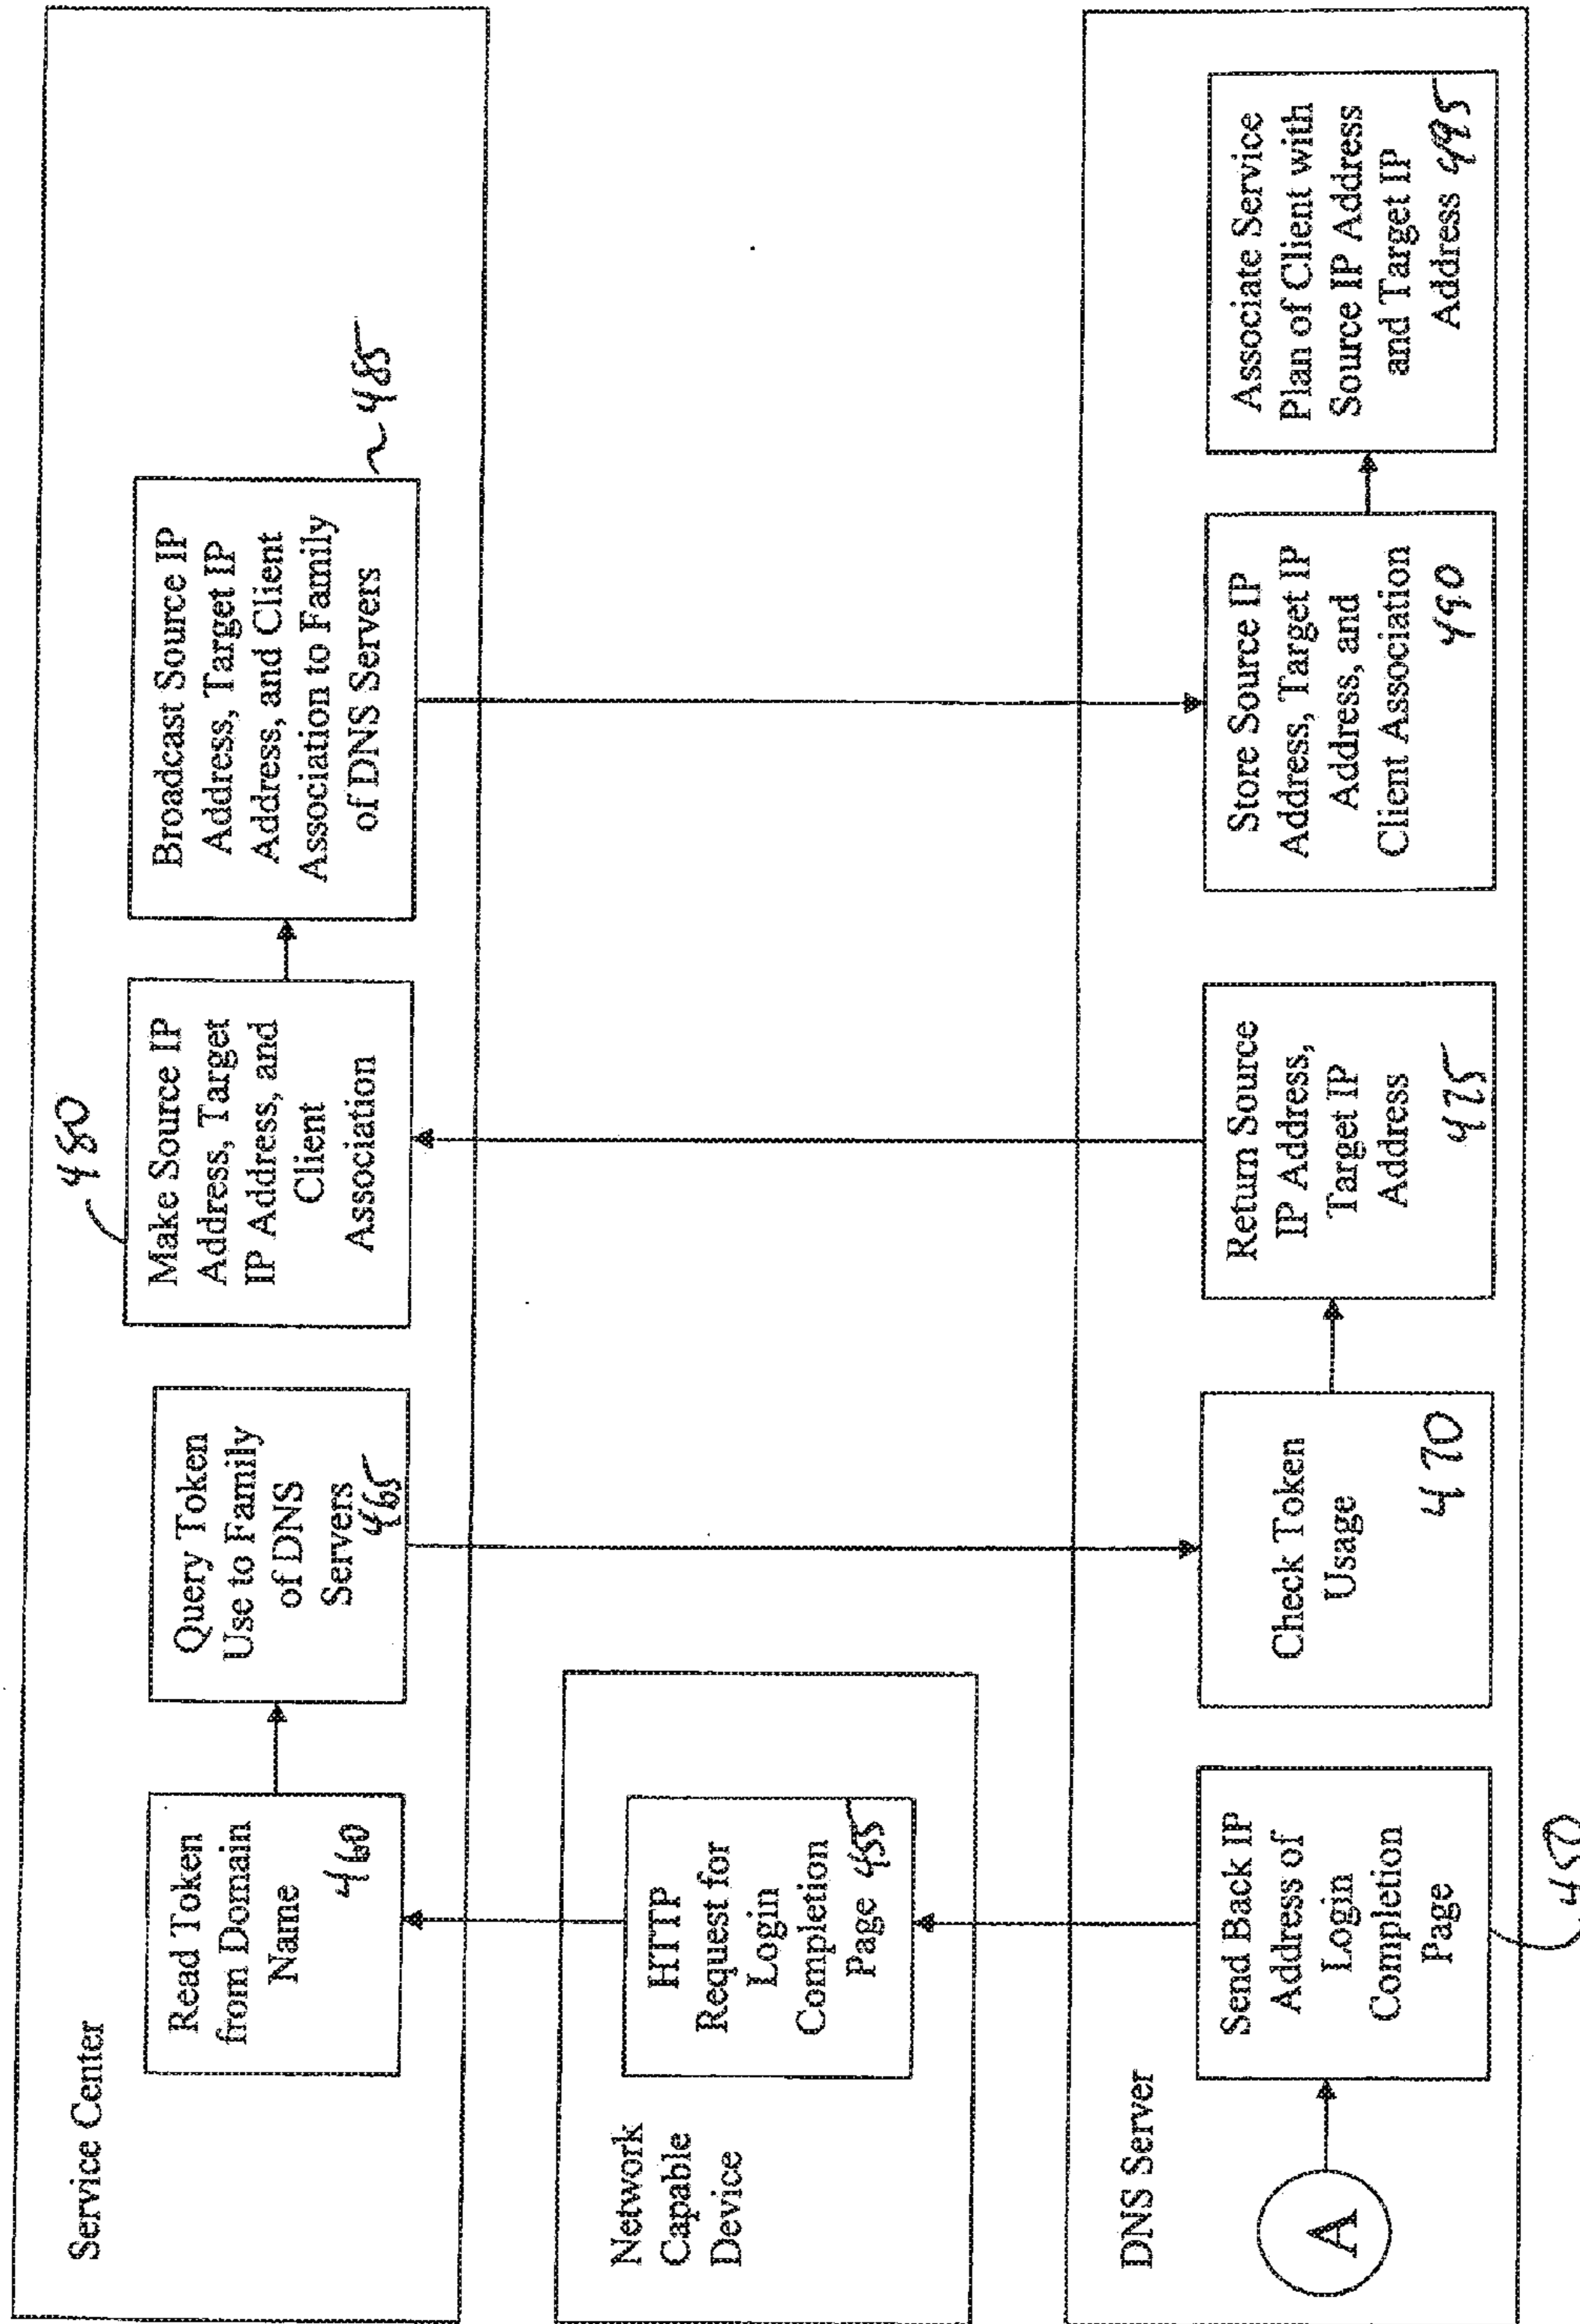 Service Center
Read Token
from Domain
Name
460
Query Token
Use to Family
of DNS
Servers
465
480
Make Source IP
Address, Target
IP Address, and
Client
Association
Broadcast Source IP
Address, Target IP
Address, and Client
Association to Family
of DNS Servers
485
Network
Capable
Device
HTTP
Request for
Login
Completion
Page 455
DNS Server
A
Send Back IP
Address of
Login
Completion
Page
450
Check Token
Usage
470
Return Source
IP Address,
Target IP
Address
475
Store Source IP
Address, Target IP
Address, and
Client Association
490
Associate Service
Plan of Client with
Source IP Address
and Target IP
Address 495